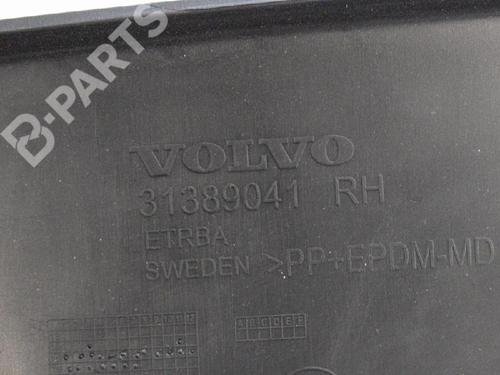 B-PARTS
VOLVO
31389041 RH
ETRBA
SWEDEN >PP+EPDM-MD
A B C D E F